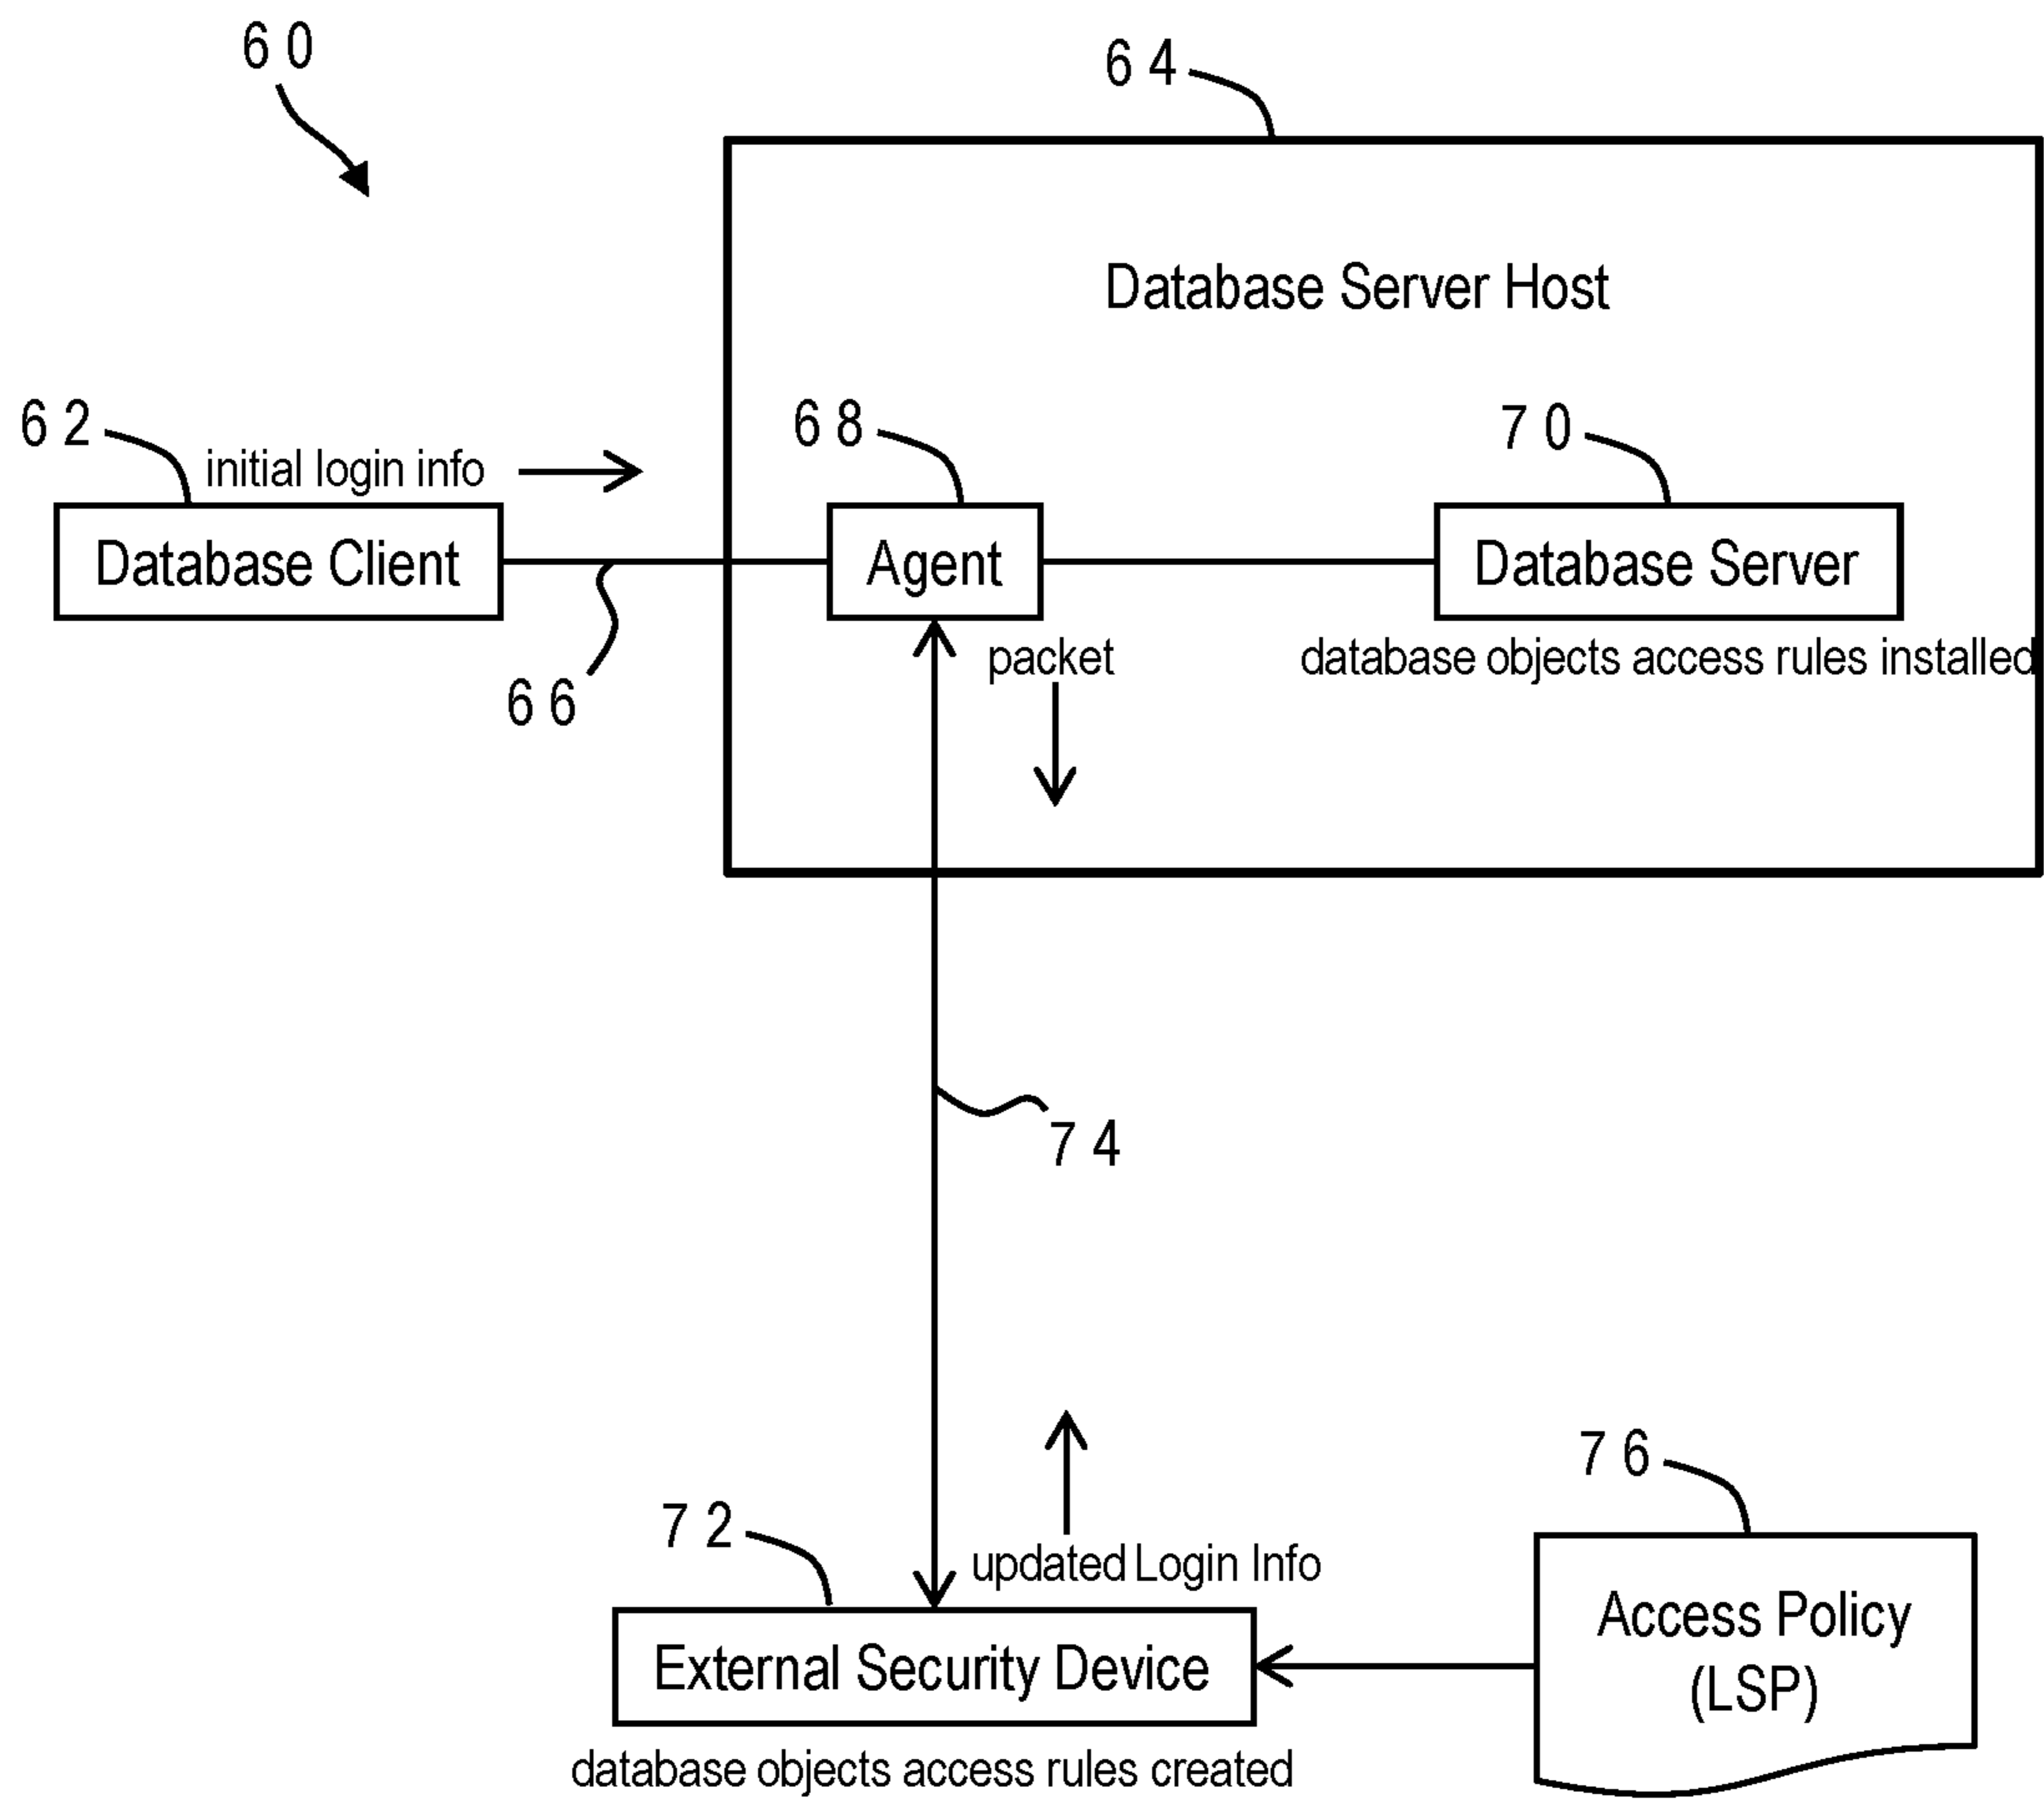 60
64
Database Server Host
62
initial login info
68
70
Database Client
Agent
Database Server
66
packet
database objects access rules installed
74
76
72
updated Login Info
External Security Device
Access Policy
(LSP)
database objects access rules created